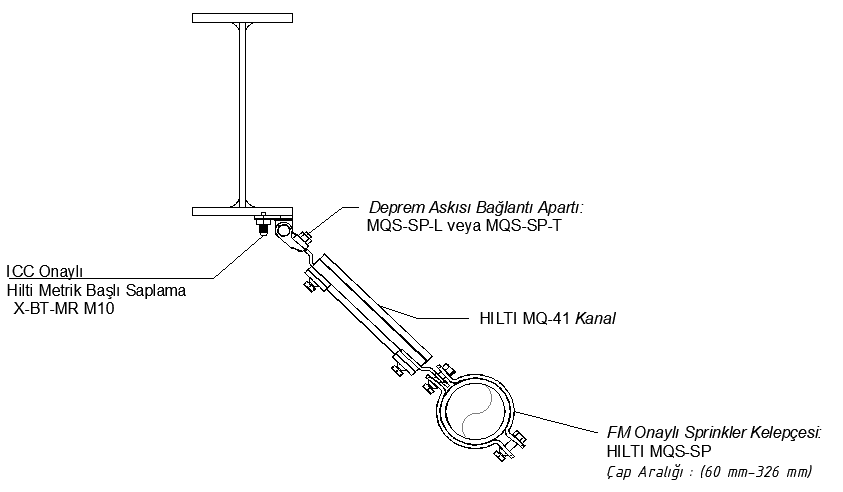 Deprem Askısı Bağlantı Apartı:
MQS-SP-L veya MQS-SP-T
ICC Onaylı
Hilti Metrik Başlı Saplama
X-BT-MR M10
HILTI MQ-41 Kanal
FM Onaylı Sprinkler Kelepçesi:
HILTI MQS-SP
Çap Aralığı : (60 mm-326 mm)